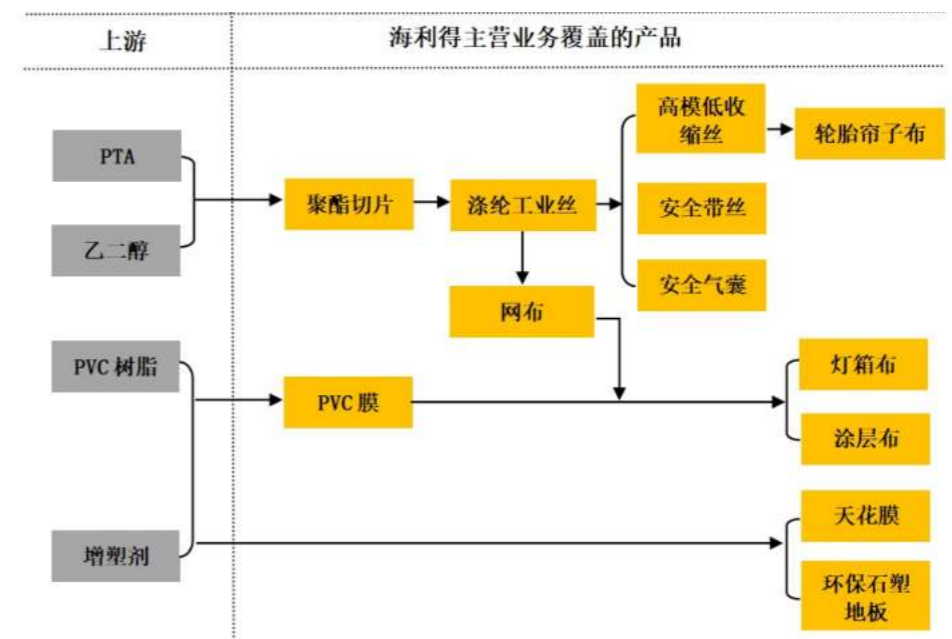 上游
海利得主营业务覆盖的产品
PTA
乙二醇
聚酯切片
涤纶工业丝
高模低收
缩丝
轮胎帘子布
安全带丝
安全气囊
网布
PVC 树脂
PVC 膜
灯箱布
涂层布
增塑剂
天花膜
环保石塑
地板